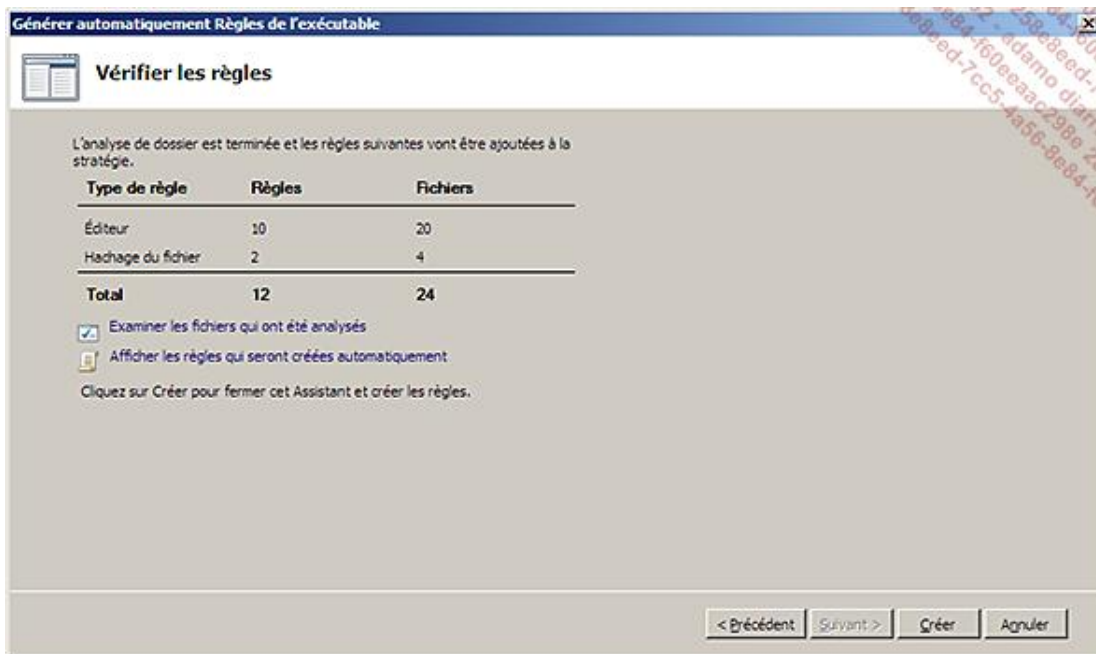 Générer automatiquement Règles de l'exécutable
Vérifier les règles
L'analyse de dossier est terminée et les règles suivantes vont être ajoutées à la
stratégie.
Type de règle Règles Fichiers
Éditeur 10 20
Hachage du fichier 2 4
Total 12 24
Examiner les fichiers qui ont été analysés
Afficher les règles qui seront créées automatiquement
Cliquez sur Créer pour fermer cet Assistant et créer les règles.
< Précédent Suivant > Créer Annuler